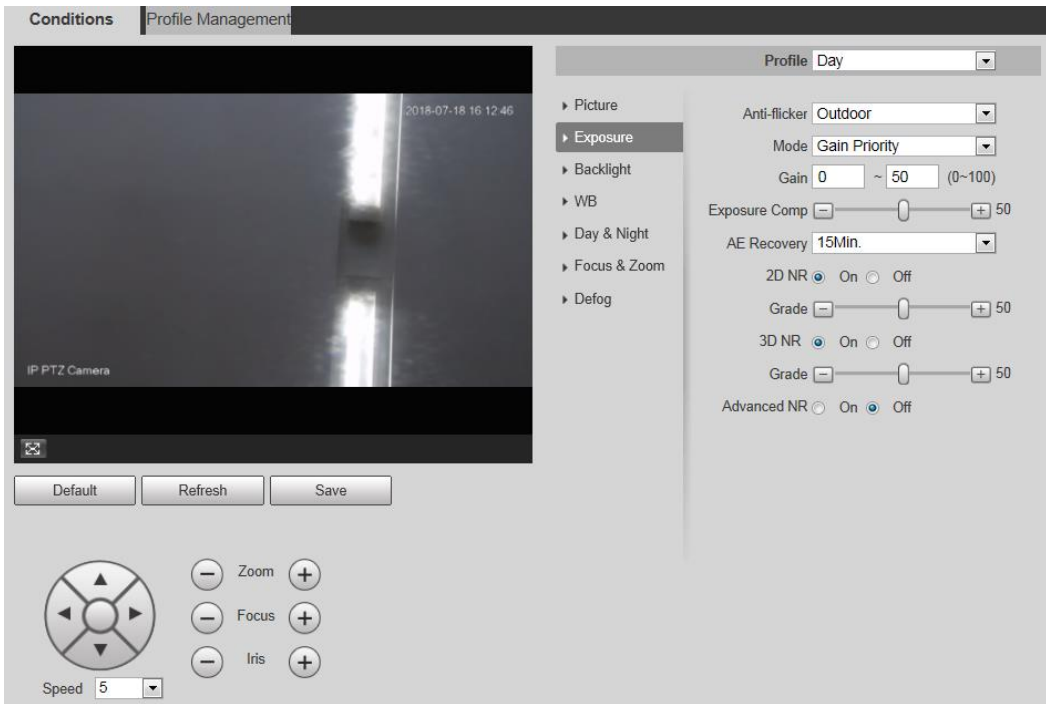 Conditions
Profile Management
Profile Day
2018-07-18 16:12:46
IP PTZ Camera
Default
Refresh
Save
Zoom
Focus
Iris
Speed 5
Picture
Exposure
Backlight
WB
Day & Night
Focus & Zoom
Defog
Anti-flicker Outdoor
Mode Gain Priority
Gain 0 ~ 50 (0~100)
Exposure Comp 50
AE Recovery 15Min.
2D NR On Off
Grade 50
3D NR On Off
Grade 50
Advanced NR On Off